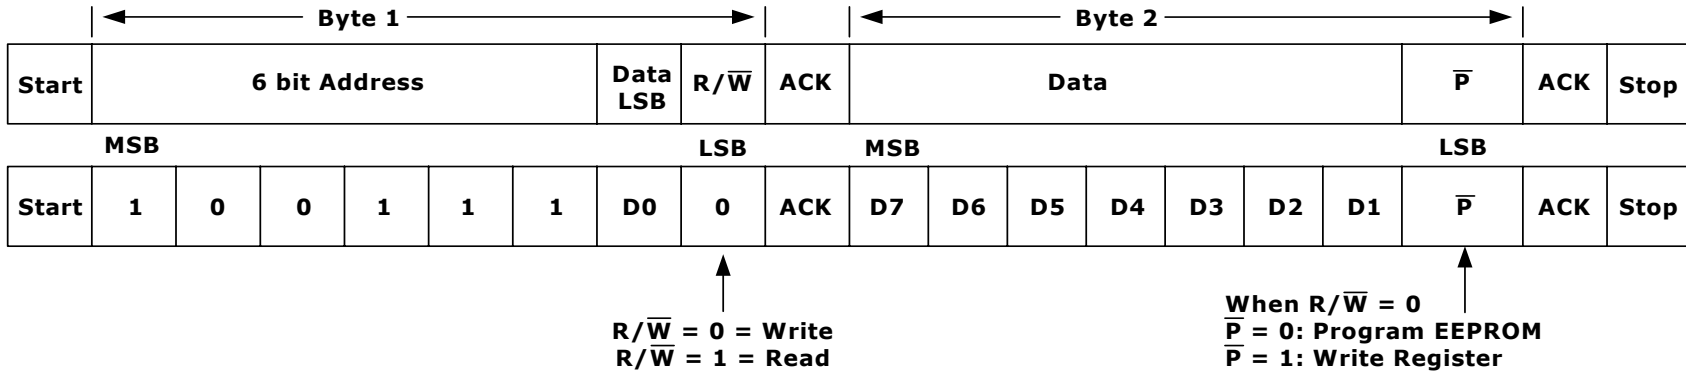 Byte 1 Byte 2
Start 6 bit Address Data LSB R/W̅ ACK Data P̅ ACK Stop
MSB LSB MSB LSB
Start 1 0 0 1 1 1 D0 0 ACK D7 D6 D5 D4 D3 D2 D1 P̅ ACK Stop
R/W̅ = 0 = Write
R/W̅ = 1 = Read
When R/W̅ = 0
P̅ = 0: Program EEPROM
P̅ = 1: Write Register